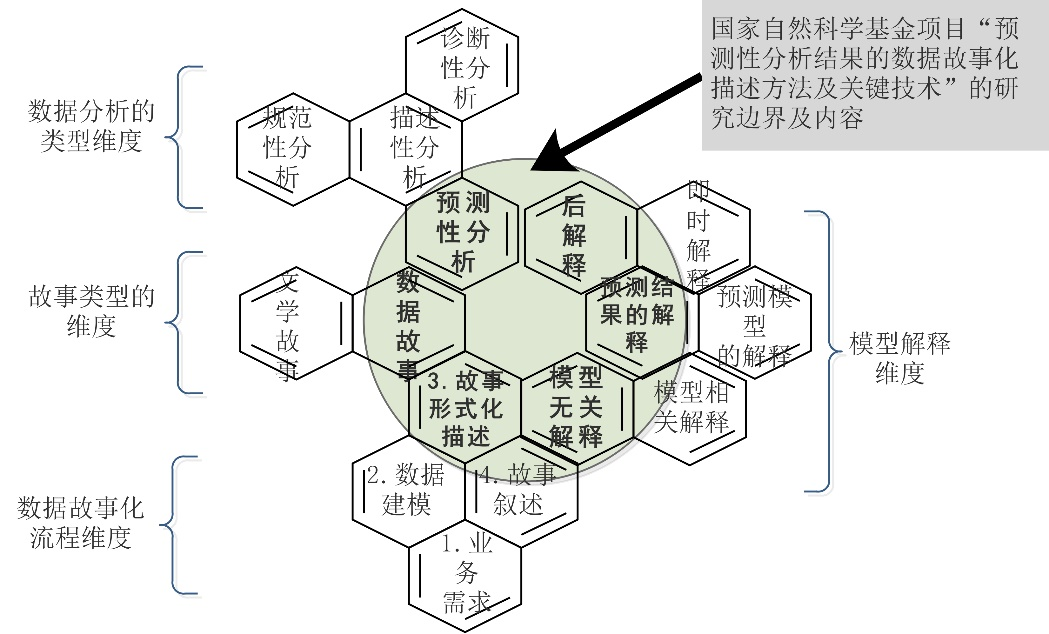 国家自然科学基金项目“预
测性分析结果的数据故事化
描述方法及关键技术”的研
究边界及内容
数据分析的
类型维度
诊断
性分
析
规范
性分
析
描述
性分
析
预测
性分
析
后
解
释
即
时
解
释
故事类型的
维度
文
学
故
事
数
据
故
事
预测结
果的解
释
预测模
型
的解释
模型解释
维度
3.故事
形式化
描述
模型
无关
解释
模型相
关解释
数据故事化
流程维度
2.数据
建模
4.故事
叙述
1.业
务
需求